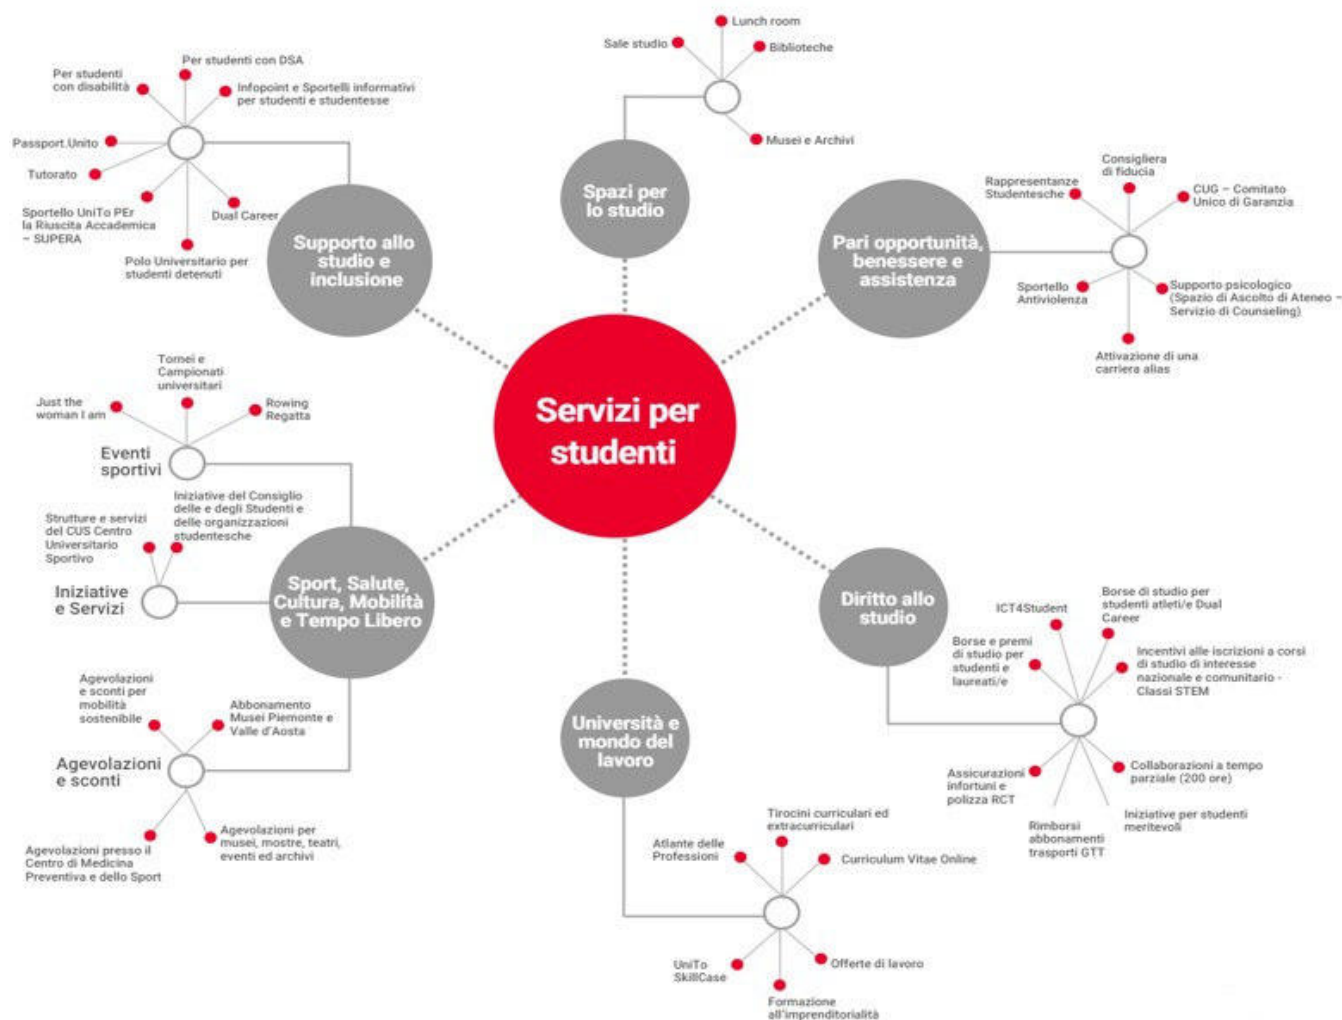 Servizi per
studenti
Supporto allo
studio e
inclusione
Per studenti
con disabilità
Per studenti con DSA
Infopoint e Sportelli informativi
per studenti e studentesse
Passport.Unito
Tutorato
Sportello UniTo PEr
la Riuscita Accademica
– SUPERA
Dual Career
Polo Universitario per
studenti detenuti
Spazi per
lo studio
Sale studio
Lunch room
Biblioteche
Musei e Archivi
Pari opportunità,
benessere e
assistenza
Rappresentanze
Studentesche
Consigliera
di fiducia
CUG – Comitato
Unico di Garanzia
Sportello
Antiviolenza
Supporto psicologico
(Spazio di Ascolto di Ateneo –
Servizio di Counseling)
Attivazione di una
carriera alias
Sport, Salute,
Cultura, Mobilità
e Tempo Libero
Eventi
sportivi
Just the
woman I am
Tornei e
Campionati
universitari
Rowing
Regatta
Iniziative
e Servizi
Strutture e servizi
del CUS Centro
Universitario
Sportivo
Iniziative del Consiglio
delle e degli Studenti e
delle organizzazioni
studentesche
Agevolazioni
e sconti
Agevolazioni
e sconti per
mobilità
sostenibile
Abbonamento
Musei Piemonte e
Valle d'Aosta
Agevolazioni presso il
Centro di Medicina
Preventiva e dello Sport
Agevolazioni per
musei, mostre, teatri,
eventi ed archivi
Università e
mondo del
lavoro
Atlante delle
Professioni
Tirocini curriculari ed
extracurriculari
Curriculum Vitae Online
UniTo
SkillCase
Formazione
all'imprenditorialità
Offerte di lavoro
Diritto allo
studio
Borse e premi
di studio per
studenti e
laureati/e
ICT4Student
Borse di studio per
studenti atleti/e Dual
Career
Incentivi alle iscrizioni a corsi
di studio di interesse
nazionale e comunitario -
Classi STEM
Assicurazioni
infortuni e
polizza RCT
Rimborsi
abbonamenti
trasporti GTT
Iniziative per studenti
meritevoli
Collaborazioni a tempo
parziale (200 ore)